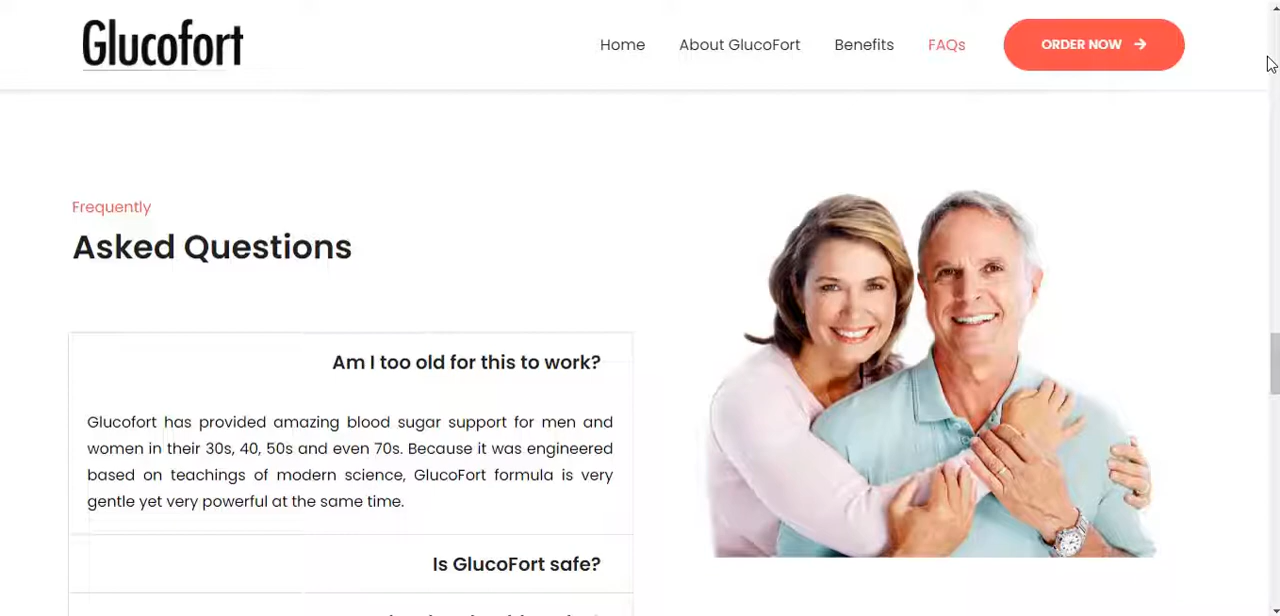 Glucofort
Home About GlucoFort Benefits FAQs ORDER NOW
Frequently
Asked Questions
Am I too old for this to work?
Glucofort has provided amazing blood sugar support for men and
women in their 30s, 40, 50s and even 70s. Because it was engineered
based on teachings of modern science, GlucoFort formula is very
gentle yet very powerful at the same time.
Is GlucoFort safe?